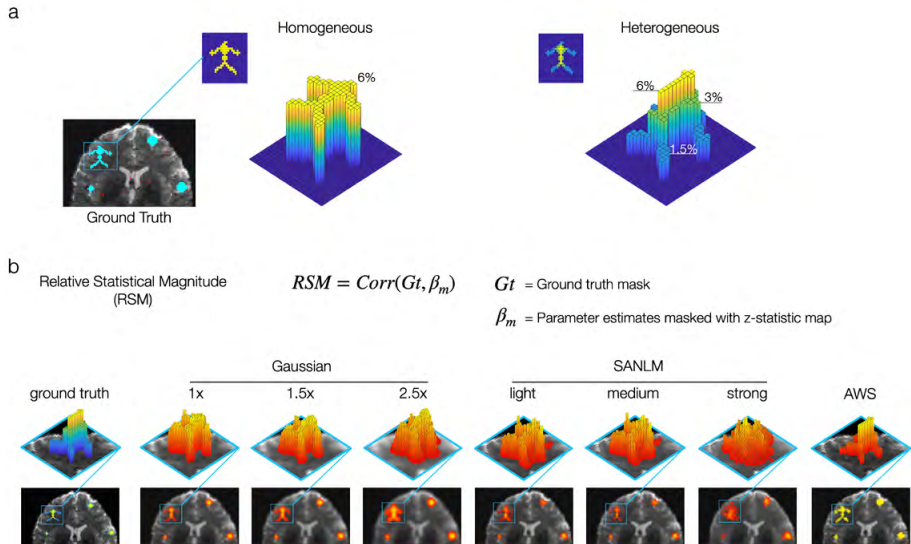 a
Homogeneous
Heterogeneous
6%
6%
3%
1.5%
Ground Truth
b
Relative Statistical Magnitude
(RSM)
RSM = Corr(Gt, βm)
Gt = Ground truth mask
βm = Parameter estimates masked with z-statistic map
Gaussian
SANLM
ground truth
1x
1.5x
2.5x
light
medium
strong
AWS